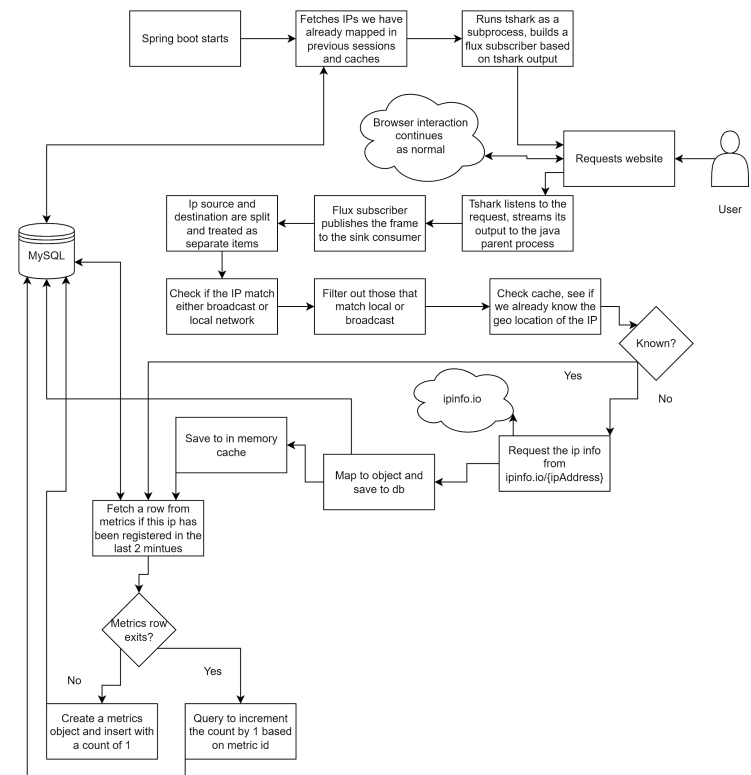 Spring boot starts
Fetches IPs we have
already mapped in
previous sessions
and caches
Runs tshark as a
subprocess, builds a
flux subscriber based
on tshark output
Browser interaction
continues
as normal
Requests website
User
Ip source and
destination are split
and treated as
separate items
Flux subscriber
publishes the frame
to the sink consumer
Tshark listens to the
request, streams its
output to the java
parent process
MySQL
Check if the IP match
either broadcast or
local network
Filter out those that
match local or
broadcast
Check cache, see if
we already know the
geo location of the IP
Known?
Yes
No
ipinfo.io
Save to in memory
cache
Map to object and
save to db
Request the ip info
from
ipinfo.io/{ipAddress}
Fetch a row from
metrics if this ip has
been registered in the
last 2 mintues
Metrics row
exits?
No
Yes
Create a metrics
object and insert with
a count of 1
Query to increment
the count by 1 based
on metric id